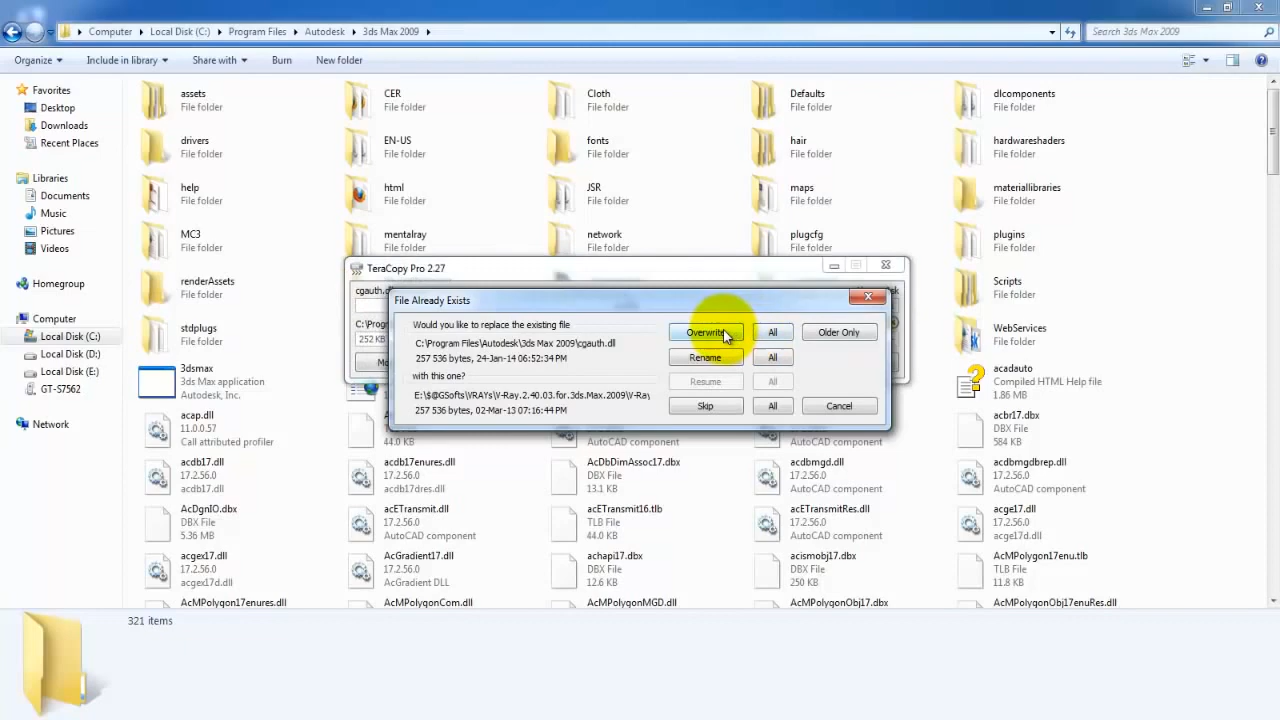 Computer Local Disk (C:) Program Files Autodesk 3ds Max 2009
Search 3ds Max 2009
Organize Include in library Share with Burn New folder
Favorites
Desktop
Downloads
Recent Places
Libraries
Documents
Music
Pictures
Videos
Homegroup
Computer
Local Disk (C:)
Local Disk (D:)
Local Disk (E:)
GT-S7562
Network
assets
File folder
CER
File folder
Cloth
File folder
Defaults
File folder
dlcomponents
File folder
drivers
File folder
EN-US
File folder
fonts
File folder
hair
File folder
hardwareshaders
File folder
help
File folder
html
File folder
JSR
File folder
maps
File folder
materiallibraries
File folder
MC3
File folder
mentalray
File folder
network
File folder
plugcfg
File folder
plugins
File folder
renderAssets
File folder
Scripts
File folder
stdplugs
File folder
WebServices
File folder
TeraCopy Pro 2.27
cgauth.d
C:\Progr
252 KB
File Already Exists
Would you like to replace the existing file
C:\Program Files\Autodesk\3ds Max 2009\cgauth.dll
257 536 bytes, 24-Jan-14 06:52:34 PM
with this one?
E:\$@GSofts\VRAYs\V-Ray.2.40.03.for.3ds.Max.2009\V-Ray
257 536 bytes, 02-Mar-13 07:16:44 PM
Overwrite All Older Only
Rename All
Resume All
Skip All Cancel
3dsmax
3ds Max application
Autodesk, Inc.
acadauto
Compiled HTML Help file
1.86 MB
acap.dll
11.0.0.57
Call attributed profiler
44.0 KB
AutoCAD component
acbr17.dbx
DBX File
584 KB
acdb17.dll
17.2.56.0
acdb17.dll
acdb17enures.dll
17.2.56.0
acdb17dres.dll
AcDbDimAssoc17.dbx
DBX File
13.1 KB
acdbmgd.dll
17.2.56.0
AutoCAD component
acdbmgdbrep.dll
17.2.56.0
AutoCAD component
AcDgnIO.dbx
DBX File
5.36 MB
acETransmit.dll
17.2.56.0
AutoCAD component
acETransmit16.tlb
TLB File
44.0 KB
acETransmitRes.dll
17.2.56.0
AutoCAD component
acge17.dll
17.2.56.0
acge17d.dll
acgex17.dll
17.2.56.0
acgex17d.dll
AcGradient17.dll
17.2.56.0
AcGradient DLL
achapi17.dbx
DBX File
12.6 KB
acismobj17.dbx
DBX File
250 KB
AcMPolygon17enu.tlb
TLB File
11.8 KB
AcMPolygon17enures.dll
AcMPolygonCom.dll
AcMPolygonMGD.dll
AcMPolygonObj17.dbx
AcMPolygonObj17enuRes.dll
321 items